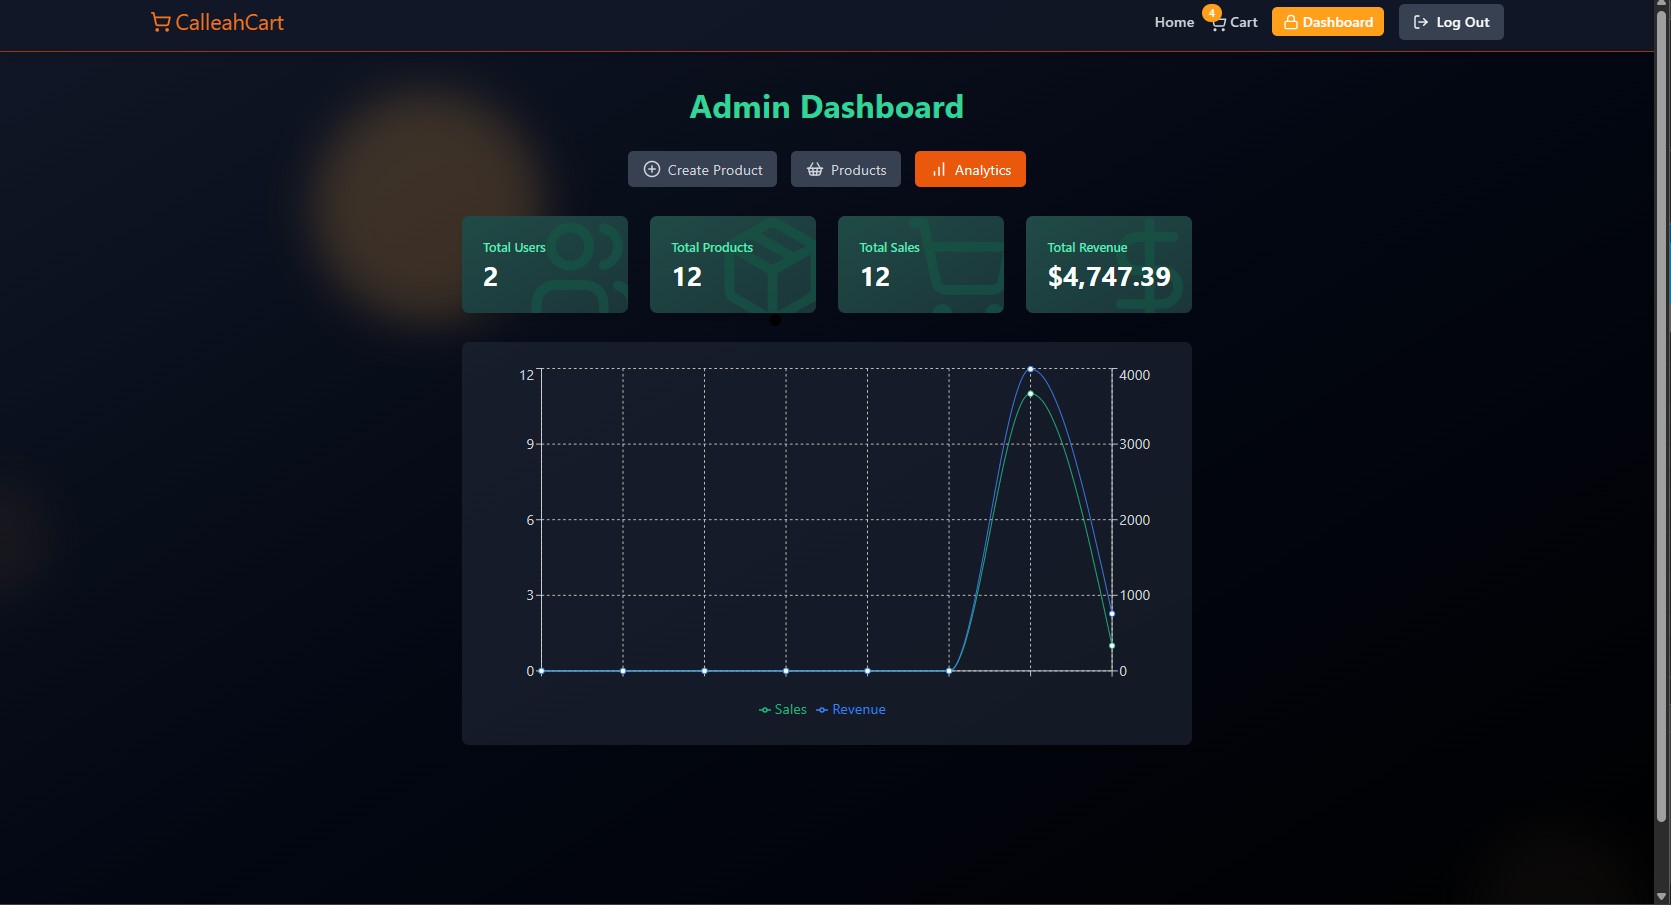 CalleahCart
Home
4
Cart
Dashboard
Log Out
Admin Dashboard
Create Product
Products
Analytics
Total Users
2
Total Products
12
Total Sales
12
Total Revenue
$4,747.39
12
9
6
3
0
4000
3000
2000
1000
0
Sales
Revenue